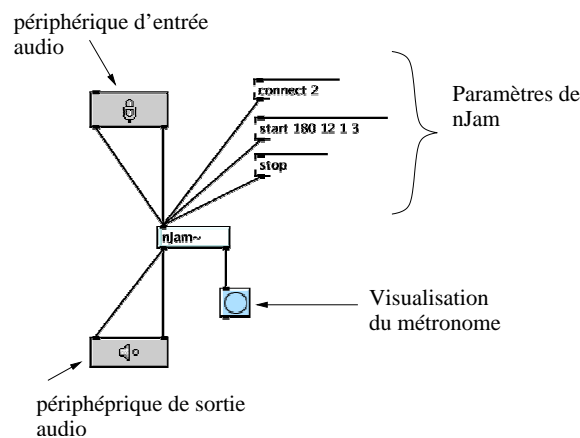 périphérique d’entrée
audio
connect 2
start 180 12 1 3
stop
Paramètres de
nJam
nJam~
Visualisation
du métronome
périphéprique de sortie
audio